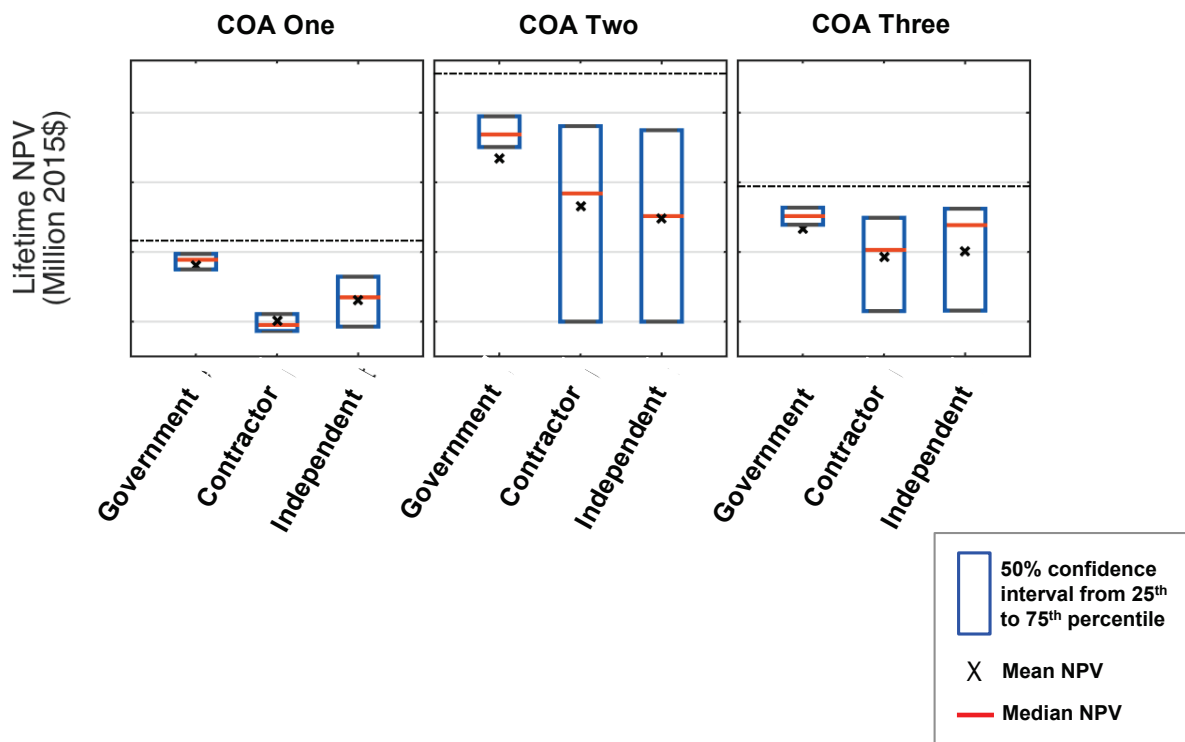 COA One
COA Two
COA Three
Lifetime NPV
(Million 2015$)
Government
Contractor
Independent
Government
Contractor
Independent
Government
Contractor
Independent
50% confidence
interval from 25th
to 75th percentile
X Mean NPV
Median NPV